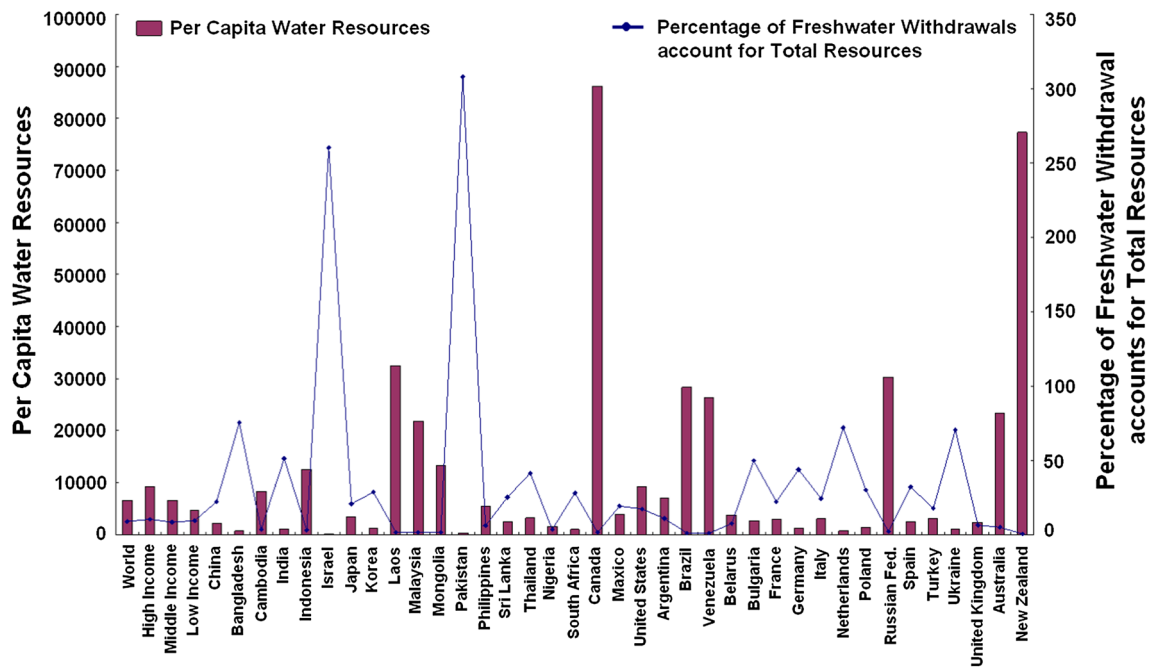 Per Capita Water Resources
Percentage of Freshwater Withdrawals
account for Total Resources
Per Capita Water Resources
100000
90000
80000
70000
60000
50000
40000
30000
20000
10000
0
350
300
250
200
150
100
50
0
Percentage of Freshwater Withdrawal
accounts for Total Resources
World
High Income
Middle Income
Low Income
China
Bangladesh
Cambodia
India
Indonesia
Israel
Japan
Korea
Laos
Malaysia
Mongolia
Pakistan
Philippines
Sri Lanka
Thailand
Nigeria
South Africa
Canada
Maxico
United States
Argentina
Brazil
Venezuela
Belarus
Bulgaria
France
Germany
Italy
Netherlands
Poland
Russian Fed.
Spain
Turkey
Ukraine
United Kingdom
Australia
New Zealand